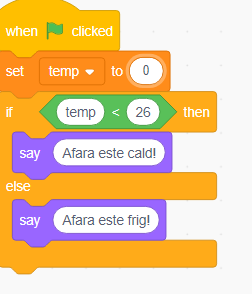 when clicked
set temp to 0
if temp < 26 then
say Afara este cald!
else
say Afara este frig!